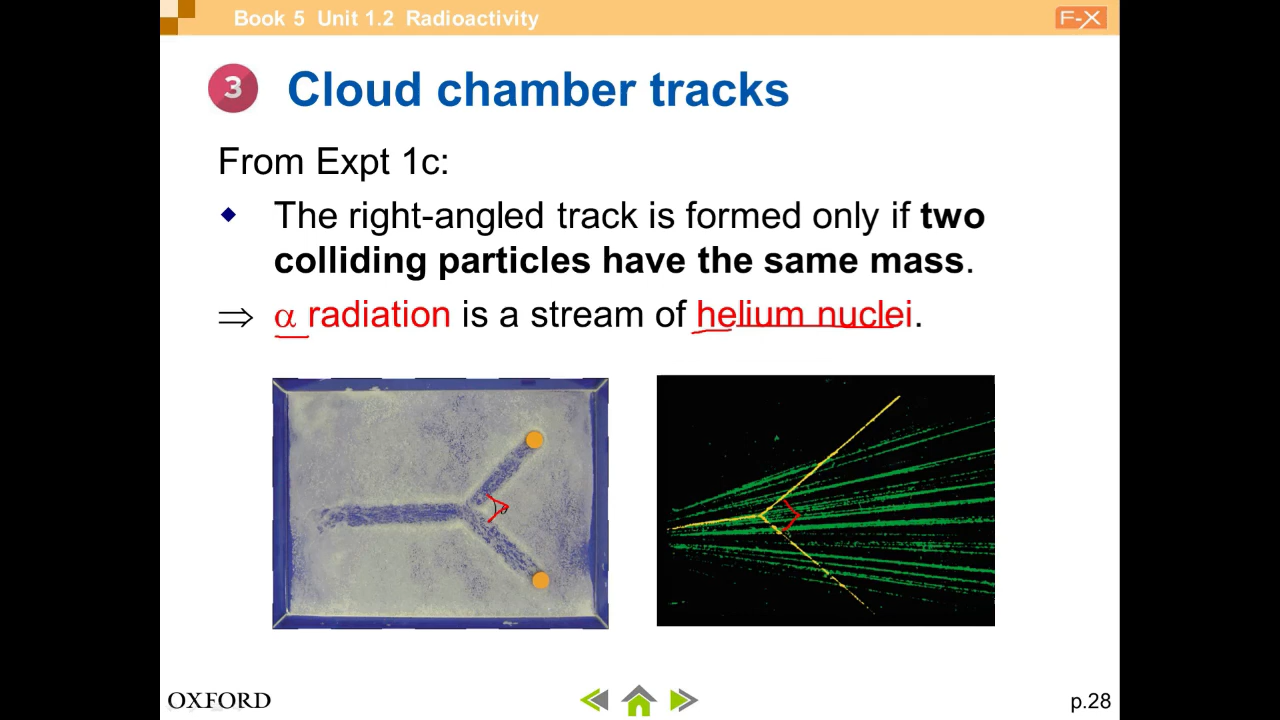 Book 5 Unit 1.2 Radioactivity
F-X
3 Cloud chamber tracks
From Expt 1c:
◆ The right-angled track is formed only if two
colliding particles have the same mass.
⇒ α radiation is a stream of helium nuclei.
OXFORD
p.28